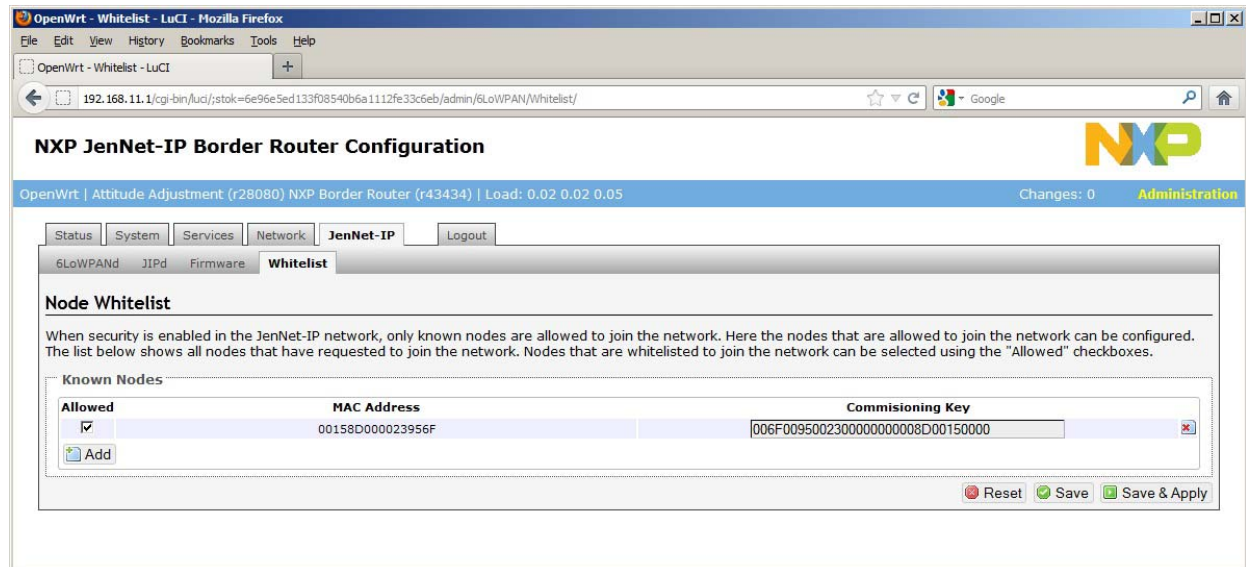 OpenWrt - Whitelist - LuCI - Mozilla Firefox
File Edit View History Bookmarks Tools Help
OpenWrt - Whitelist - LuCI
192.168.11.1/cgi-bin/luci/;stok=6e96e5ed133f08540b6a1112fe33c6eb/admin/6LoWPAN/Whitelist/
Google
NXP JenNet-IP Border Router Configuration
NXP
OpenWrt | Attitude Adjustment (r28080) NXP Border Router (r43434) | Load: 0.02 0.02 0.05 Changes: 0 Administration
Status System Services Network JenNet-IP Logout
6LoWPANd JIPd Firmware Whitelist
Node Whitelist
When security is enabled in the JenNet-IP network, only known nodes are allowed to join the network. Here the nodes that are allowed to join the network can be configured.
The list below shows all nodes that have requested to join the network. Nodes that are whitelisted to join the network can be selected using the "Allowed" checkboxes.
Known Nodes
Allowed MAC Address Commisioning Key
00158D000023956F 006F0095002300000000008D00150000
Add
Reset Save Save & Apply